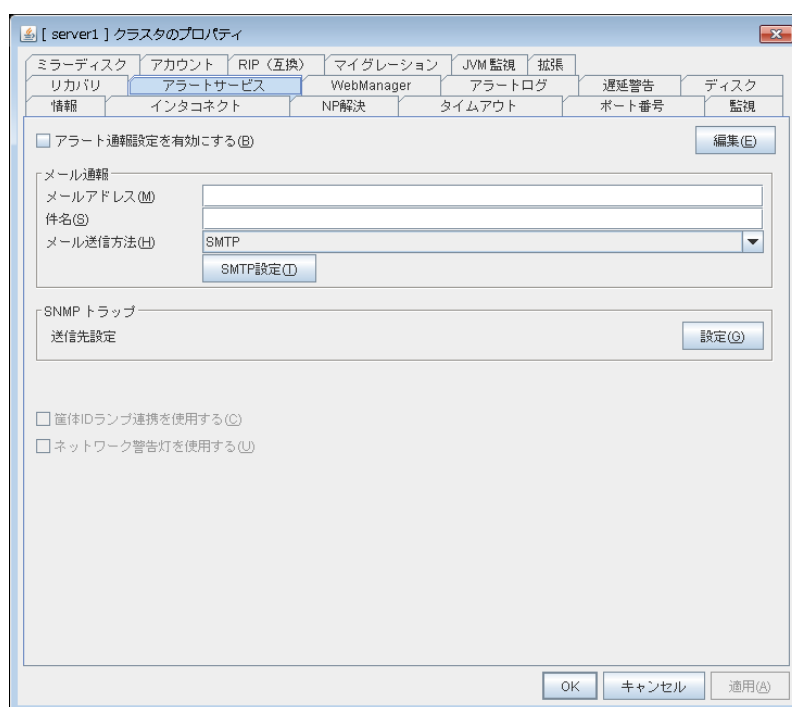 [ server1 ] クラスタのプロパティ
ミラーディスク アカウント RIP（互換） マイグレーション JVM 監視 拡張
リカバリ アラートサービス WebManager アラートログ 遅延警告 ディスク
情報 インタコネクト NP解決 タイムアウト ポート番号 監視
アラート通報設定を有効にする(B) 編集(E)
メール通報
メールアドレス(M)
件名(S)
メール送信方法(H) SMTP
SMTP設定(T)
SNMP トラップ
送信先設定 設定(G)
筐体IDランプ連携を使用する(C)
ネットワーク警告灯を使用する(U)
OK キャンセル 適用(A)